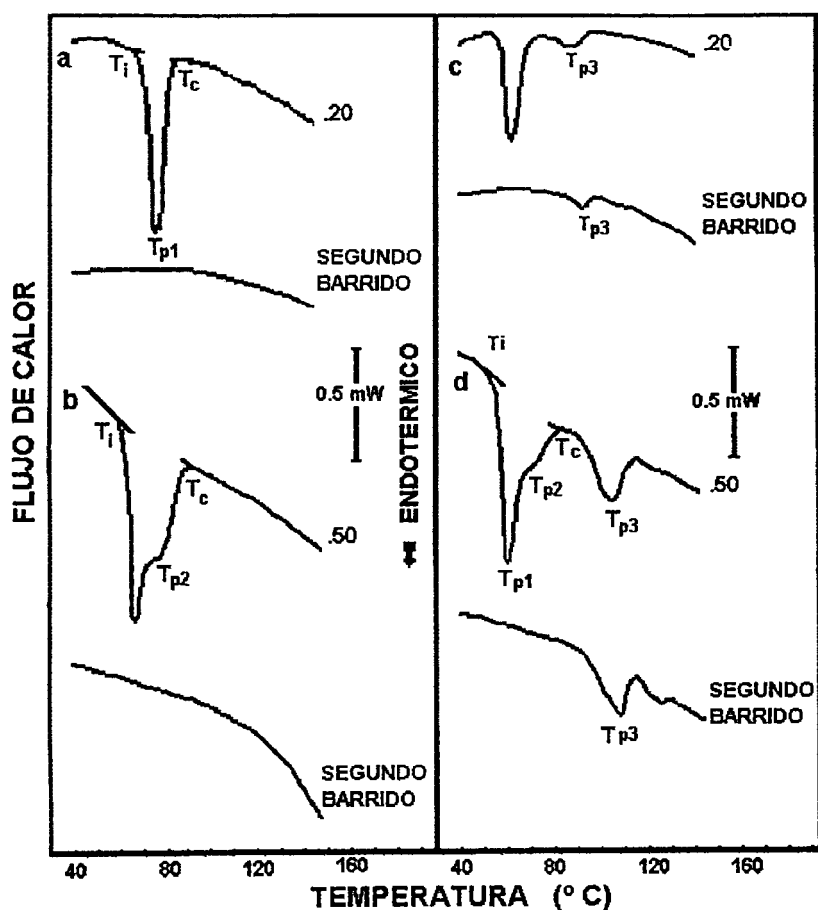 a
Ti
Tc
.20
Tp1
SEGUNDO
BARRIDO
b
Ti
Tc
.50
Tp2
SEGUNDO
BARRIDO
0.5 mW
ENDOTERMICO
FLUJO DE CALOR
c
Tp3
.20
Tp3
SEGUNDO
BARRIDO
d
Ti
0.5 mW
Tc
.50
Tp2
Tp3
Tp1
SEGUNDO
BARRIDO
Tp3
40 80 120 160 40 80 120 160
TEMPERATURA (º C)